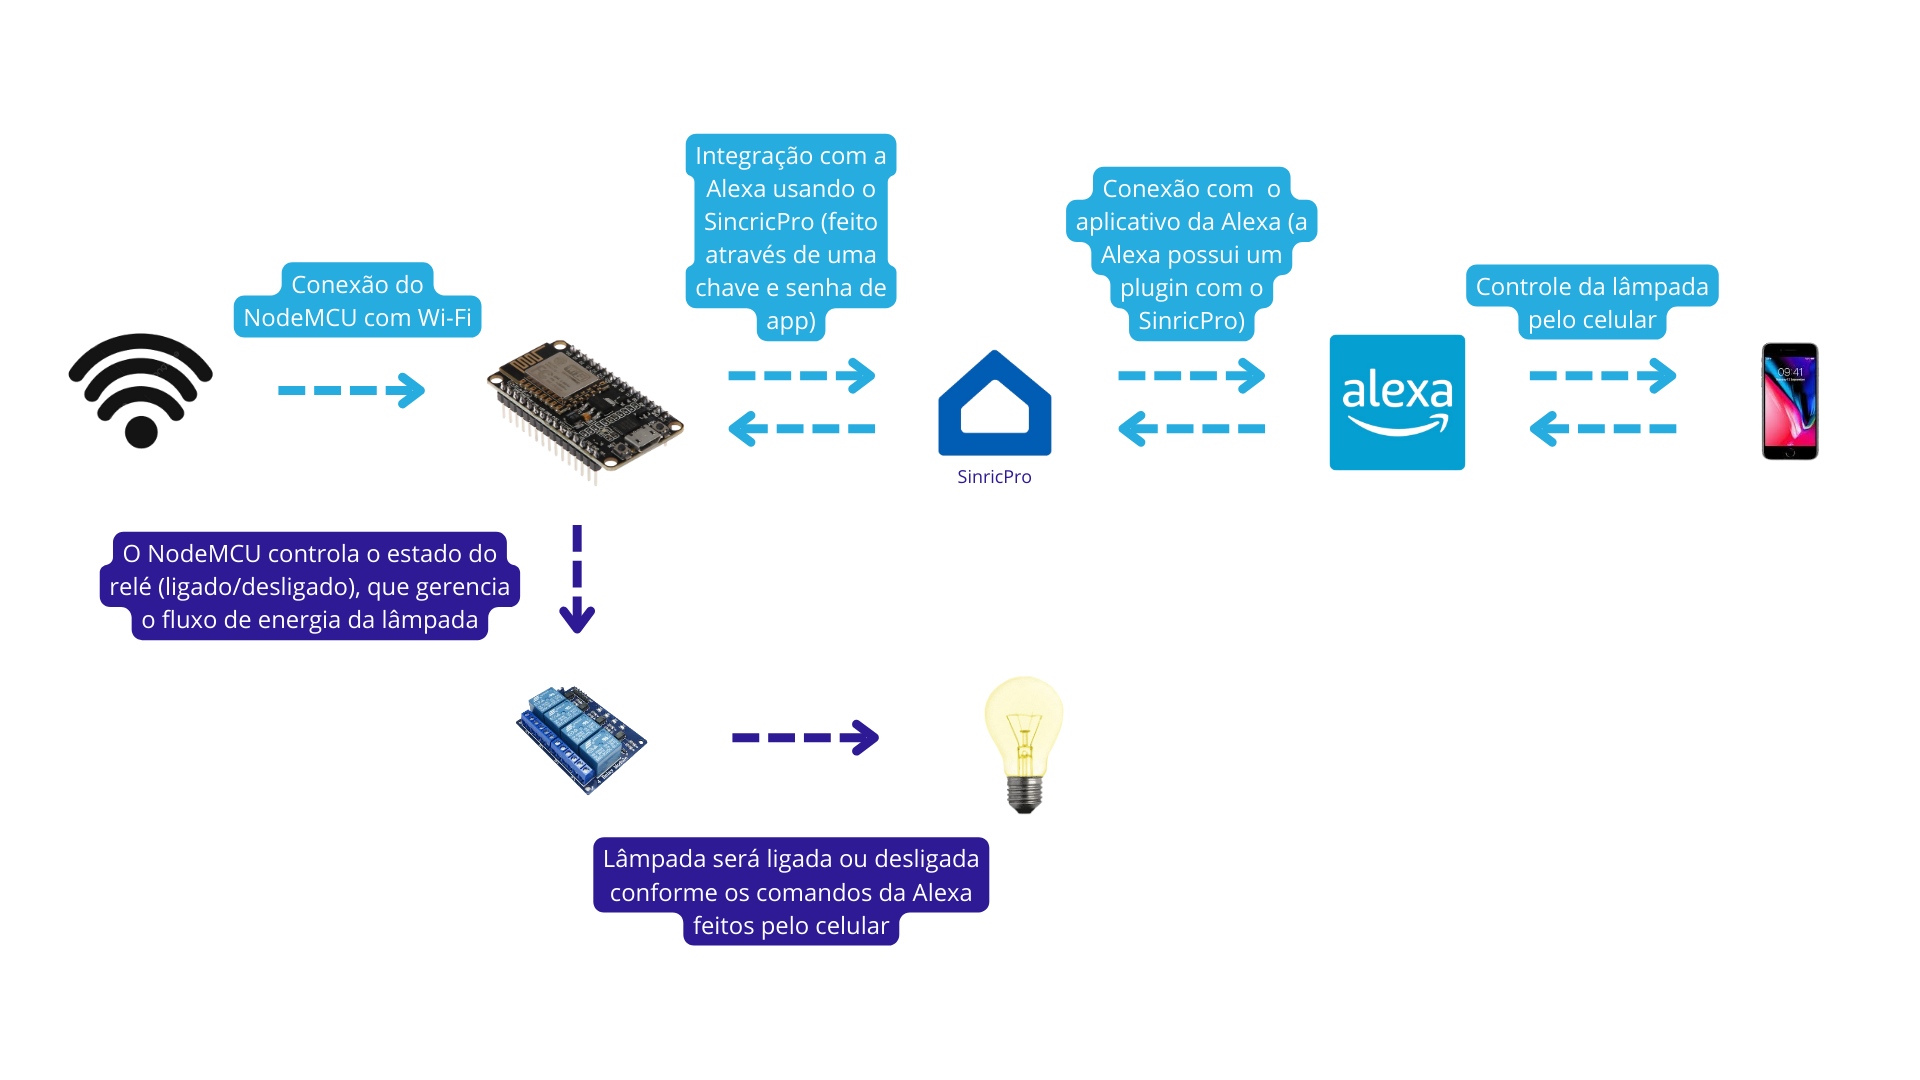 Integração com a
Alexa usando o
SincricPro (feito
através de uma
chave e senha de
app)
Conexão com  o
aplicativo da Alexa (a
Alexa possui um
plugin com o
SinricPro)
Conexão do
NodeMCU com Wi-Fi
Controle da lâmpada
pelo celular
alexa
09:41
SinricPro
O NodeMCU controla o estado do
relé (ligado/desligado), que gerencia
o fluxo de energia da lâmpada
Lâmpada será ligada ou desligada
conforme os comandos da Alexa
feitos pelo celular